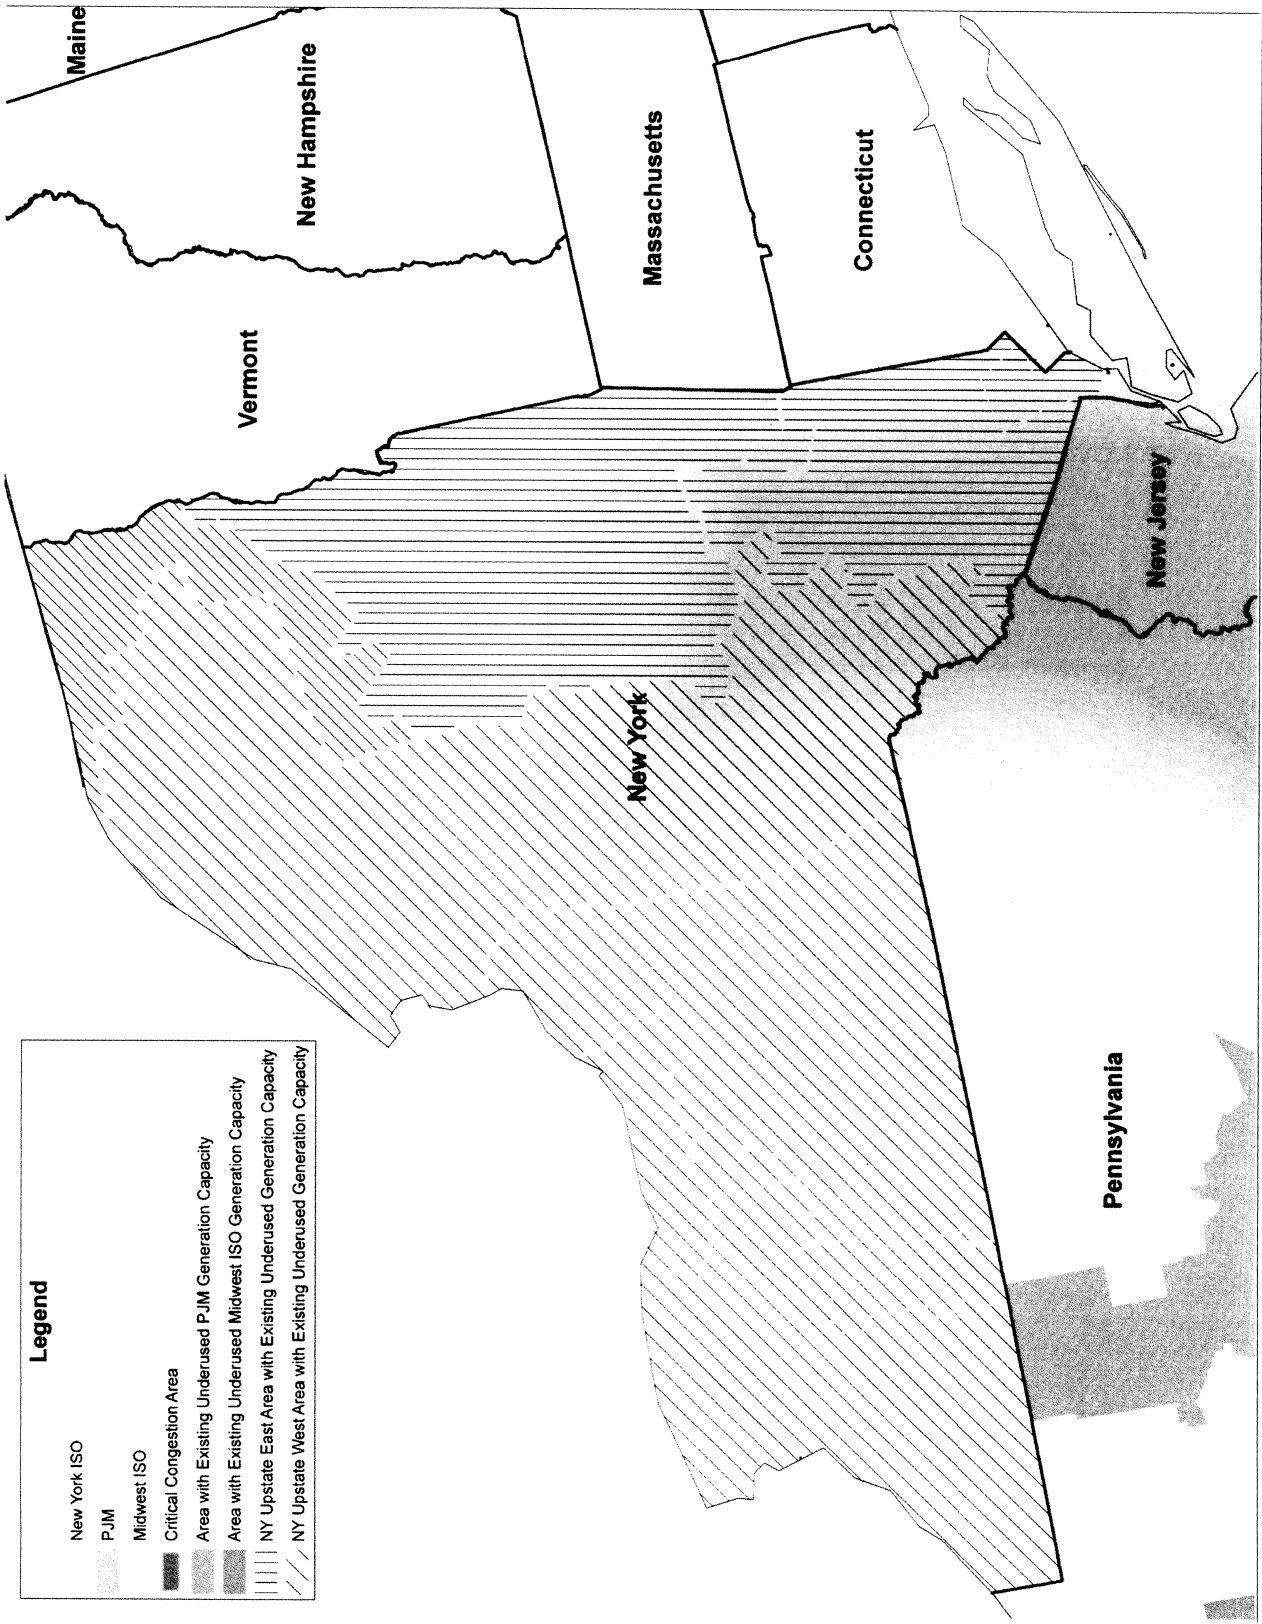 Legend
New York ISO
PJM
Midwest ISO
Critical Congestion Area
Area with Existing Underused PJM Generation Capacity
Area with Existing Underused Midwest ISO Generation Capacity
NY Upstate East Area with Existing Underused Generation Capacity
NY Upstate West Area with Existing Underused Generation Capacity
Maine
New Hampshire
Vermont
Massachusetts
Connecticut
New York
New Jersey
Pennsylvania